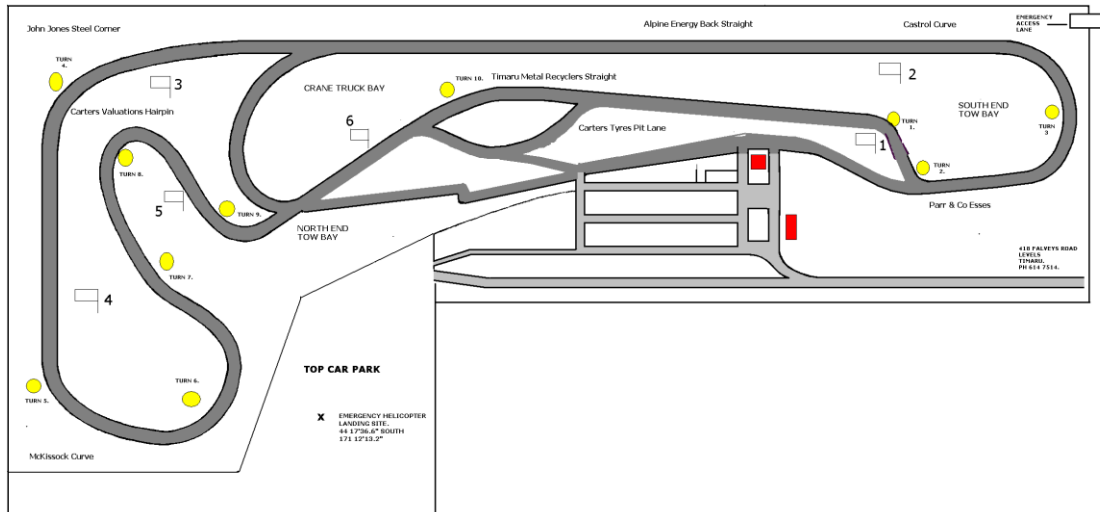 John Jones Steel Corner
Alpine Energy Back Straight
Castrol Curve
EMERGENCY
ACCESS
LANE
TURN
4.
3
Carters Valuations Hairpin
CRANE TRUCK BAY
TURN 10.
Timaru Metal Recyclers Straight
2
SOUTH END
TOW BAY
TURN
3
TURN
1.
6
Carters Tyres Pit Lane
1
TURN 8.
TURN
2.
5
TURN 9.
Parr & Co Esses
NORTH END
TOW BAY
TURN
7.
418 FALVEYS ROAD
LEVELS
TIMARU.
PH 614 7514.
4
TOP CAR PARK
TURN 6.
TURN 5.
X
EMERGENCY HELICOPTER
LANDING SITE.
44 17'36.6" SOUTH
171 12'13.2"
McKissock Curve